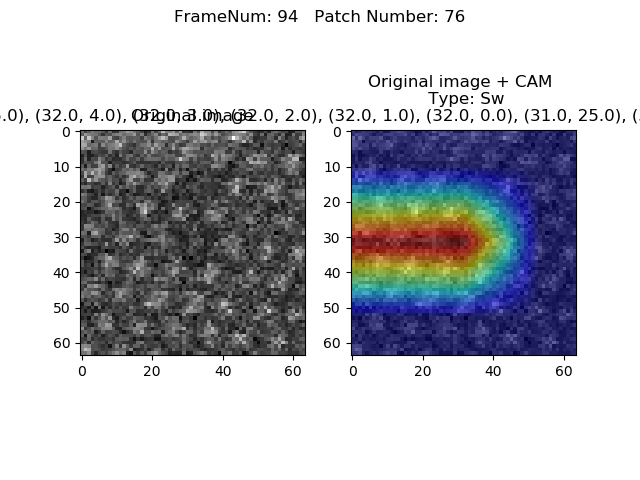 FrameNum: 94   Patch Number: 76
Original image + CAM
Type: Sw
.0), (32.0, 4.0), (32.0, 3.0), (32.0, 2.0), (32.0, 1.0), (32.0, 0.0), (31.0, 25.0), (3
Original image
0
10
20
30
40
50
60
0 20 40 60
0
10
20
30
40
50
60
0 20 40 60